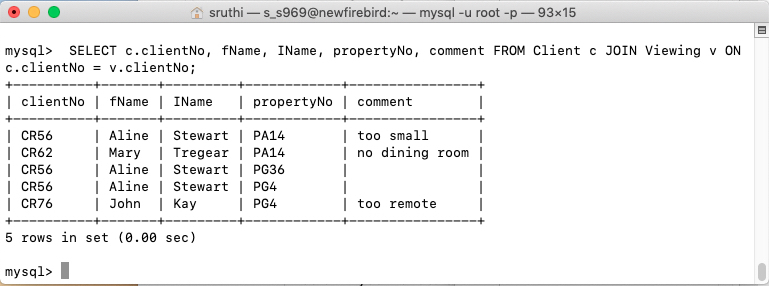 sruthi — s_s969@newfirebird:~ — mysql -u root -p — 93×15
mysql>  SELECT c.clientNo, fName, IName, propertyNo, comment FROM Client c JOIN Viewing v ON
c.clientNo = v.clientNo;
+----------+-------+---------+------------+----------------+
| clientNo | fName | IName   | propertyNo | comment        |
+----------+-------+---------+------------+----------------+
| CR56     | Aline | Stewart | PA14       | too small      |
| CR62     | Mary  | Tregear | PA14       | no dining room |
| CR56     | Aline | Stewart | PG36       |                |
| CR56     | Aline | Stewart | PG4        |                |
| CR76     | John  | Kay     | PG4        | too remote     |
+----------+-------+---------+------------+----------------+
5 rows in set (0.00 sec)
mysql>